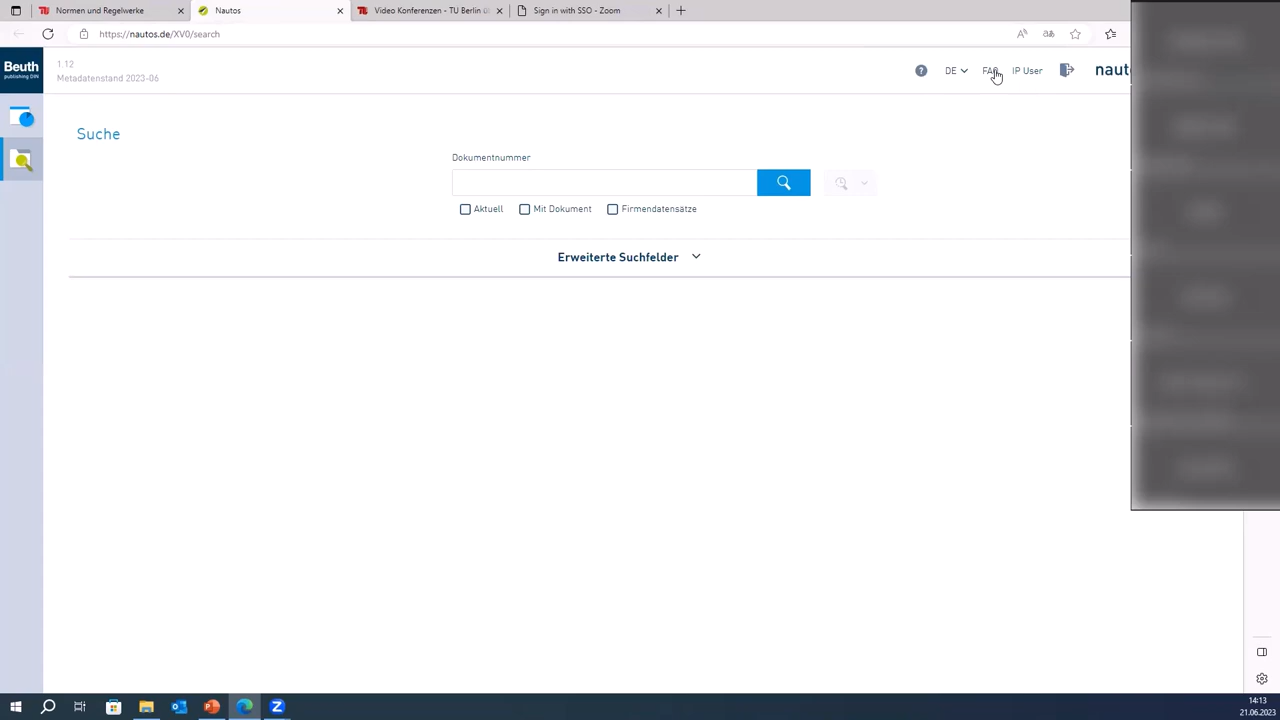 Normen und Regelwerke
Nautos
Video Konferenzen - TU Berlin ü
Sign in with SSO - Zoom
https://nautos.de/XV0/search
Beuth
publishing DIN
1.12
Metadatenstand 2023-06
DE
FAQ
IP User
Suche
Dokumentnummer
Aktuell
Mit Dokument
Firmendatensätze
Erweiterte Suchfelder
14:13
21.06.2023